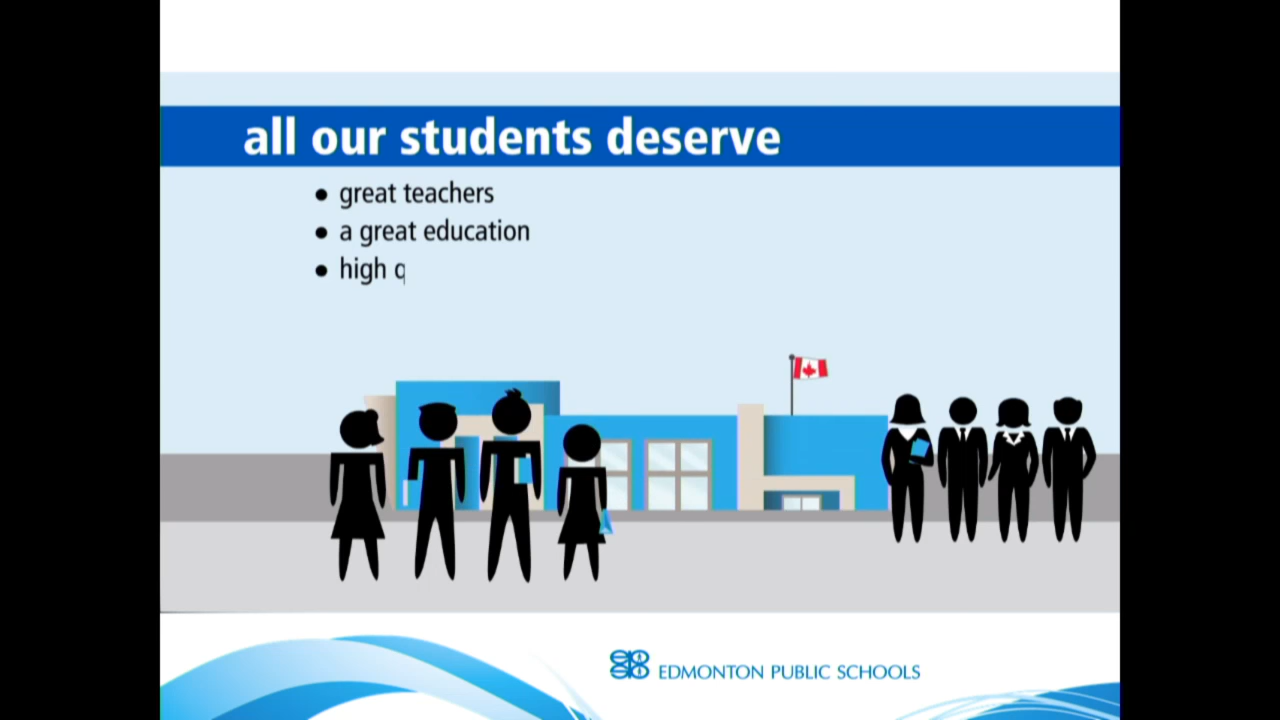 all our students deserve
• great teachers
• a great education
• high q
EDMONTON PUBLIC SCHOOLS